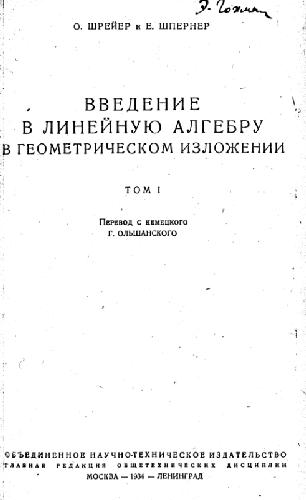 О. ШРЕЙЕР и Е. ШПЕРНЕР
ВВЕДЕНИЕ
В ЛИНЕЙНУЮ АЛГЕБРУ
В ГЕОМЕТРИЧЕСКОМ ИЗЛОЖЕНИИ
ТОМ I
Перевод с немецкого
Г. ОЛЬШАНСКОГО
ОБЪЕДИНЕННОЕ НАУЧНО-ТЕХНИЧЕСКОЕ ИЗДАТЕЛЬСТВО
ГЛАВНАЯ РЕДАКЦИЯ ОБЩЕТЕХНИЧЕСКИХ ДИСЦИПЛИН
МОСКВА — 1934 — ЛЕНИНГРАД